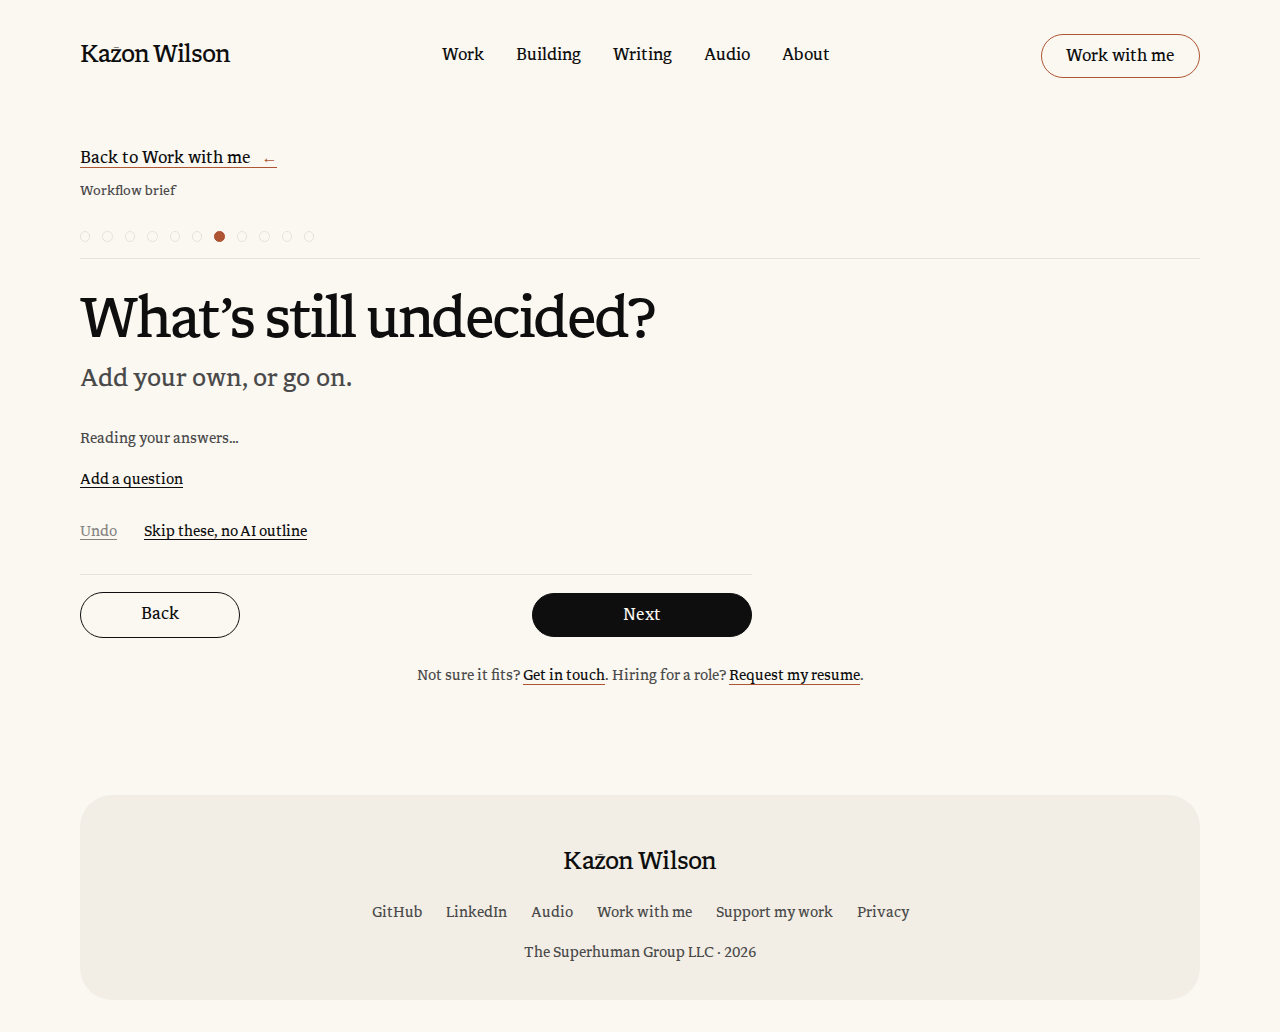 Kazon Wilson
Work Building Writing Audio About
Work with me
Back to Work with me ←
Workflow brief
What’s still undecided?
Add your own, or go on.
Reading your answers…
Add a question
Undo Skip these, no AI outline
Back Next
Not sure it fits? Get in touch. Hiring for a role? Request my resume.
Kazon Wilson
GitHub LinkedIn Audio Work with me Support my work Privacy
The Superhuman Group LLC · 2026